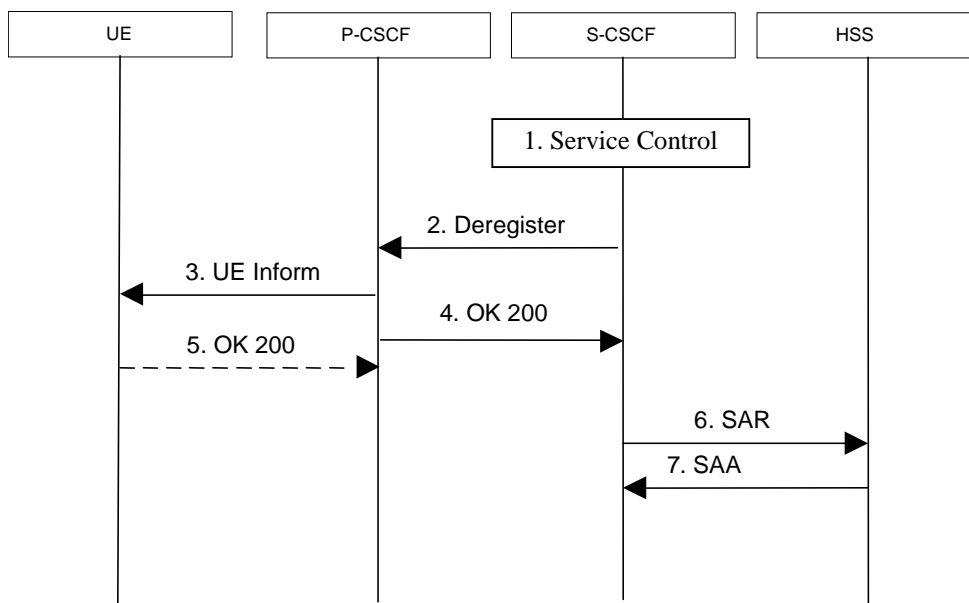 UE
P-CSCF
S-CSCF
HSS
1. Service Control
2. Deregister
3. UE Inform
4. OK 200
5. OK 200
6. SAR
7. SAA